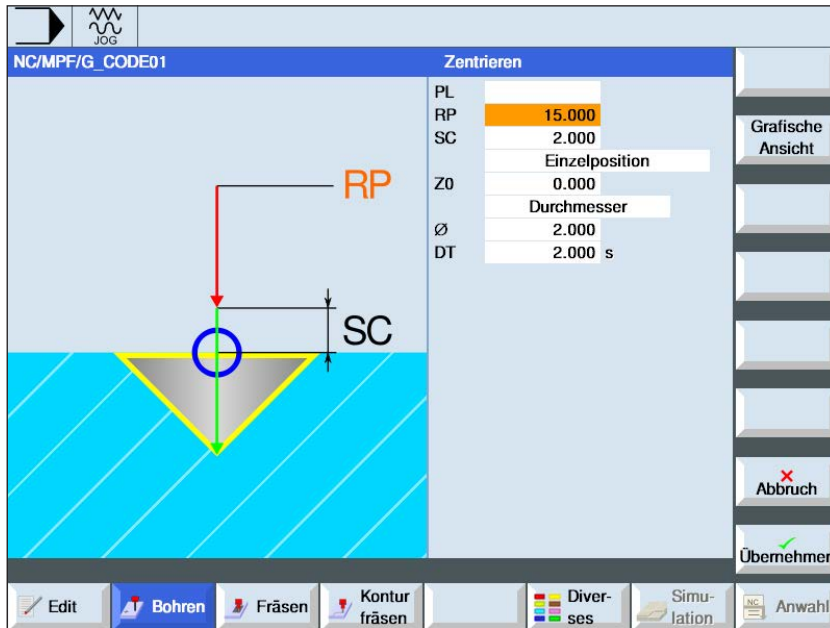 JOG
NC/MPF/G_CODE01
Zentrieren
PL
RP 15.000
SC 2.000
Einzelposition
Z0 0.000
Durchmesser
Ø 2.000
DT 2.000 s
RP
SC
Grafische
Ansicht
Abbruch
Übernehmen
Edit
Bohren
Fräsen
Kontur
fräsen
Diver-
ses
Simu-
lation
NC
Anwahl